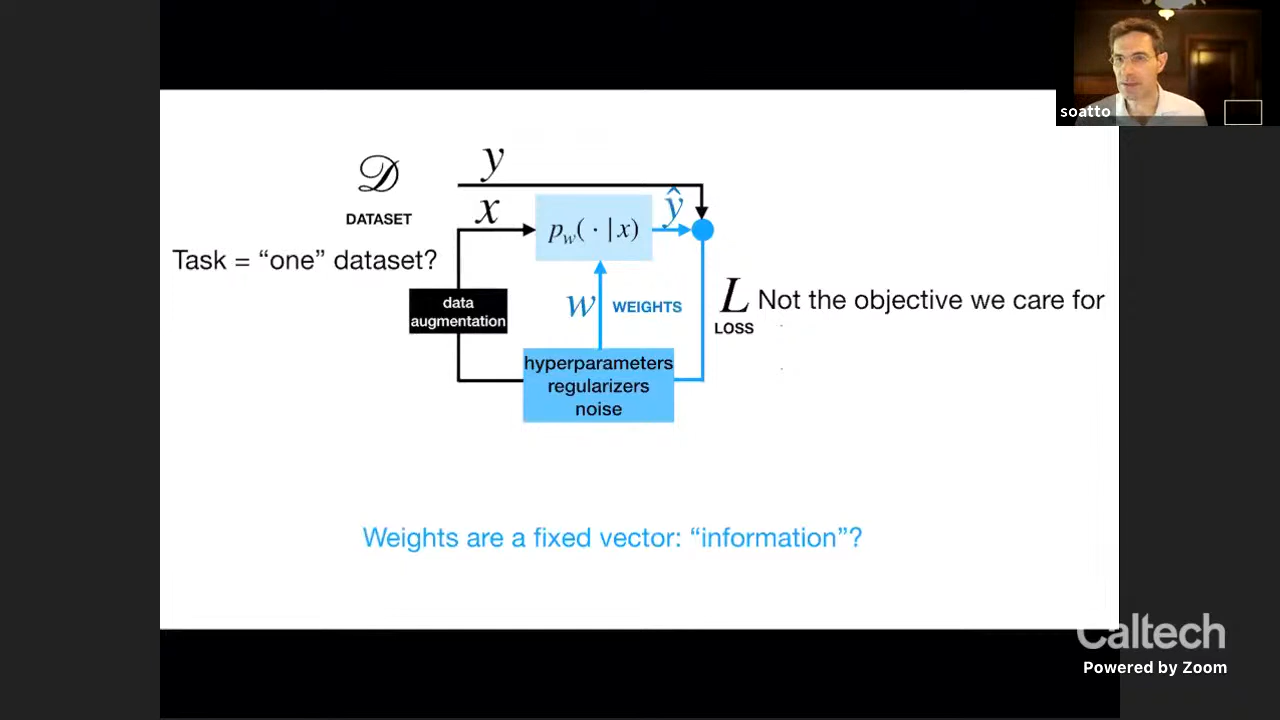 soatto
𝒟
DATASET
y
x
p_w( · | x)
ŷ
Task = “one” dataset?
data
augmentation
w
WEIGHTS
L
LOSS
Not the objective we care for
hyperparameters
regularizers
noise
Weights are a fixed vector: “information”?
Caltech
Powered by Zoom